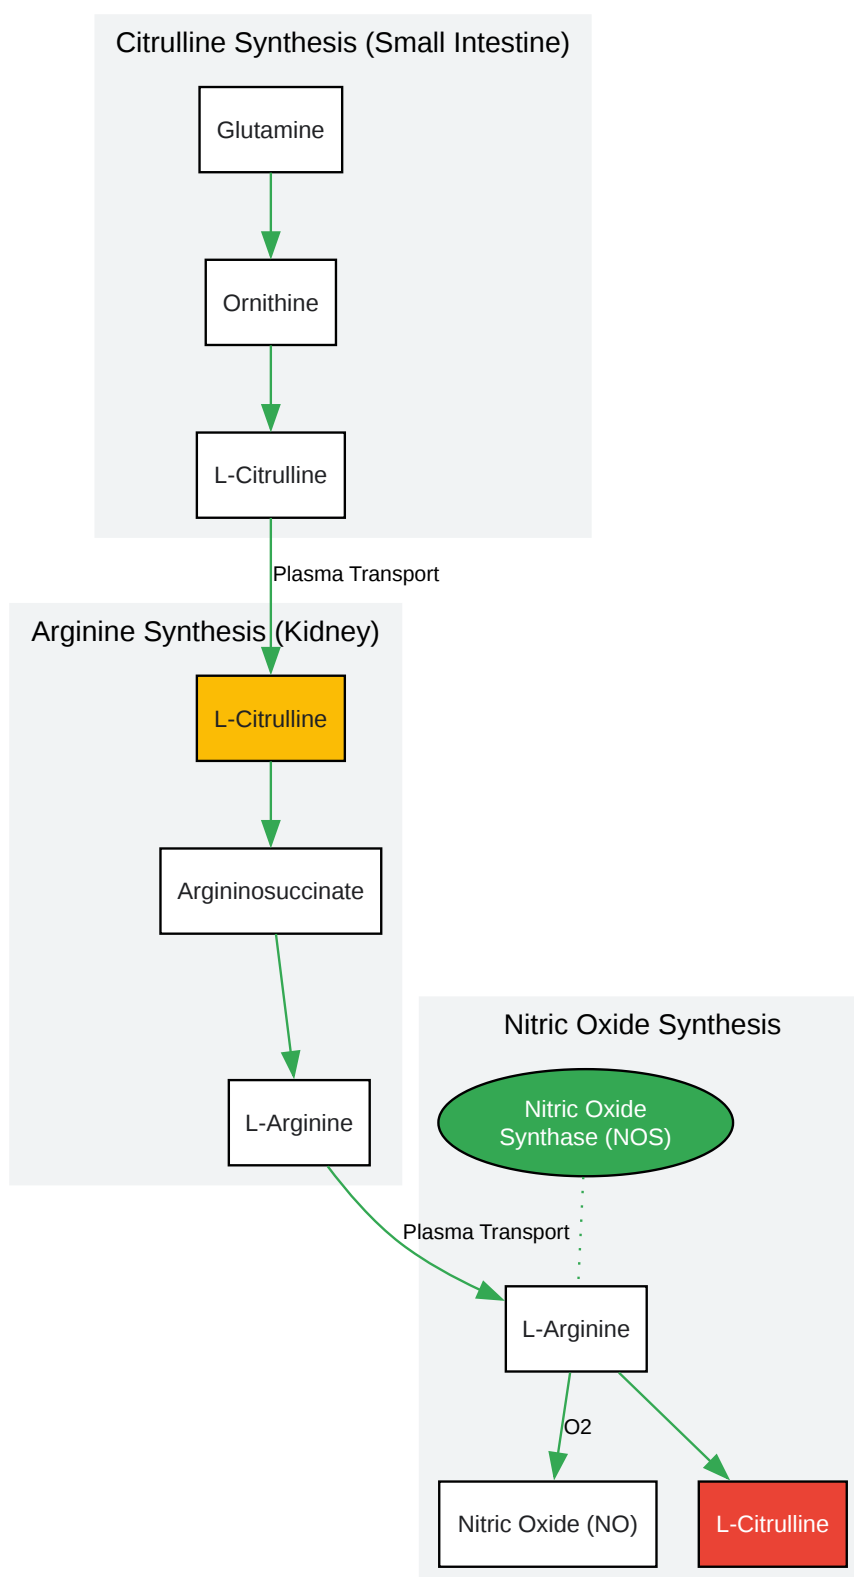 Citrulline Synthesis (Small Intestine)
Glutamine
Ornithine
L-Citrulline
Plasma Transport
Arginine Synthesis (Kidney)
L-Citrulline
Argininosuccinate
L-Arginine
Nitric Oxide Synthesis
Nitric Oxide
Synthase (NOS)
Plasma Transport
L-Arginine
O2
Nitric Oxide (NO)
L-Citrulline